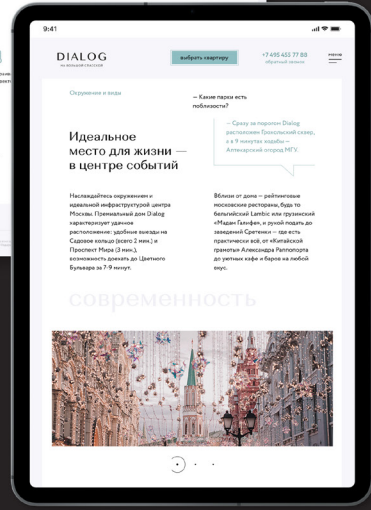 9:41
DIALOG
НА БОЛЬШОЙ СПАССКОЙ
выбрать квартиру
+7 495 453 77 88
обратный звонок
меню
Окружение и виды
— Какие парки есть
поблизости?
— Сразу за порогом Dialog
расположен Грохольский сквер,
а в 9 минутах ходьбы —
Аптекарский огород МГУ.
Идеальное
место для жизни —
в центре событий
Наслаждайтесь окружением и
идеальной инфраструктурой центра
Москвы. Премиальный дом Dialog
характеризует удачное
расположение: удобные выезды на
Садовое кольцо (всего 2 мин.) и
Проспект Мира (3 мин.),
возможность доехать до Цветного
Бульвара за 7-9 минут.
Вблизи от дома — рейтинговые
московские рестораны, будь то
бельгийский Lambic или грузинский
«Мадам Галифе», и рукой подать до
заведений Сретенки — где есть
практически всё, от «Китайской
грамоты» Александра Раппопорта
до уютных кафе и баров на любой
вкус.
современность